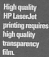 High quality
HP LaserJet
printing requires
high quality
transparency
film.